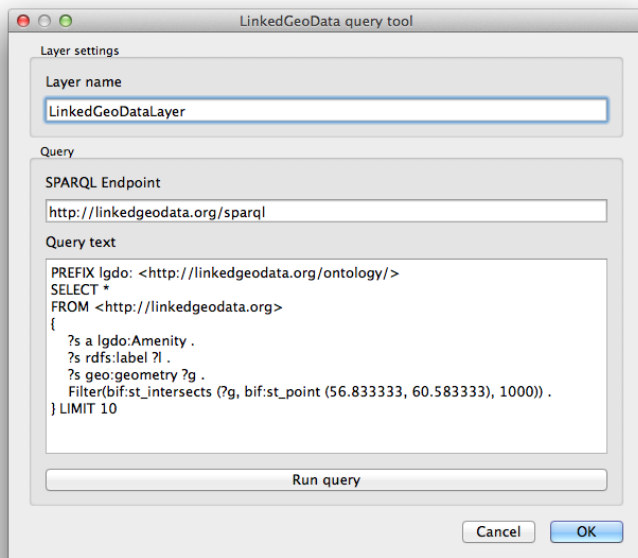 LinkedGeoData query tool
Layer settings
Layer name
LinkedGeoDataLayer
Query
SPARQL Endpoint
http://linkedgeodata.org/sparql
Query text
PREFIX lgdo: <http://linkedgeodata.org/ontology/>
SELECT *
FROM <http://linkedgeodata.org>
{
?s a lgdo:Amenity .
?s rdfs:label ?l .
?s geo:geometry ?g .
Filter(bif:st_intersects (?g, bif:st_point (56.833333, 60.583333), 1000)) .
} LIMIT 10
Run query
Cancel OK